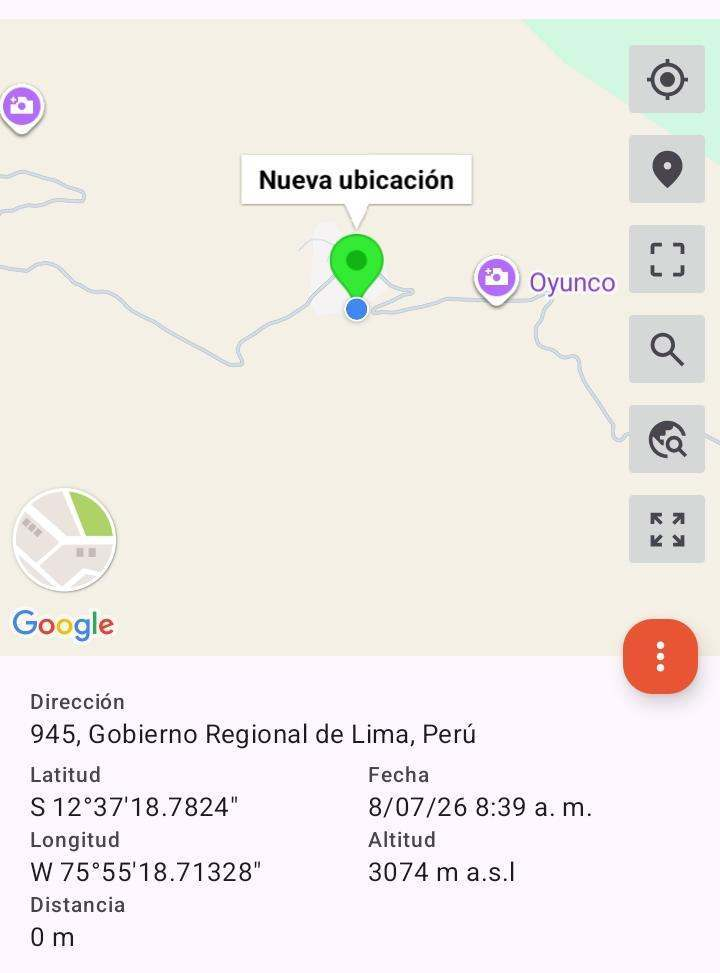 Nueva ubicación
Oyunco
Google
Dirección
945, Gobierno Regional de Lima, Perú
Latitud
S 12°37'18.7824"
Fecha
8/07/26 8:39 a. m.
Longitud
W 75°55'18.71328"
Altitud
3074 m a.s.l
Distancia
0 m